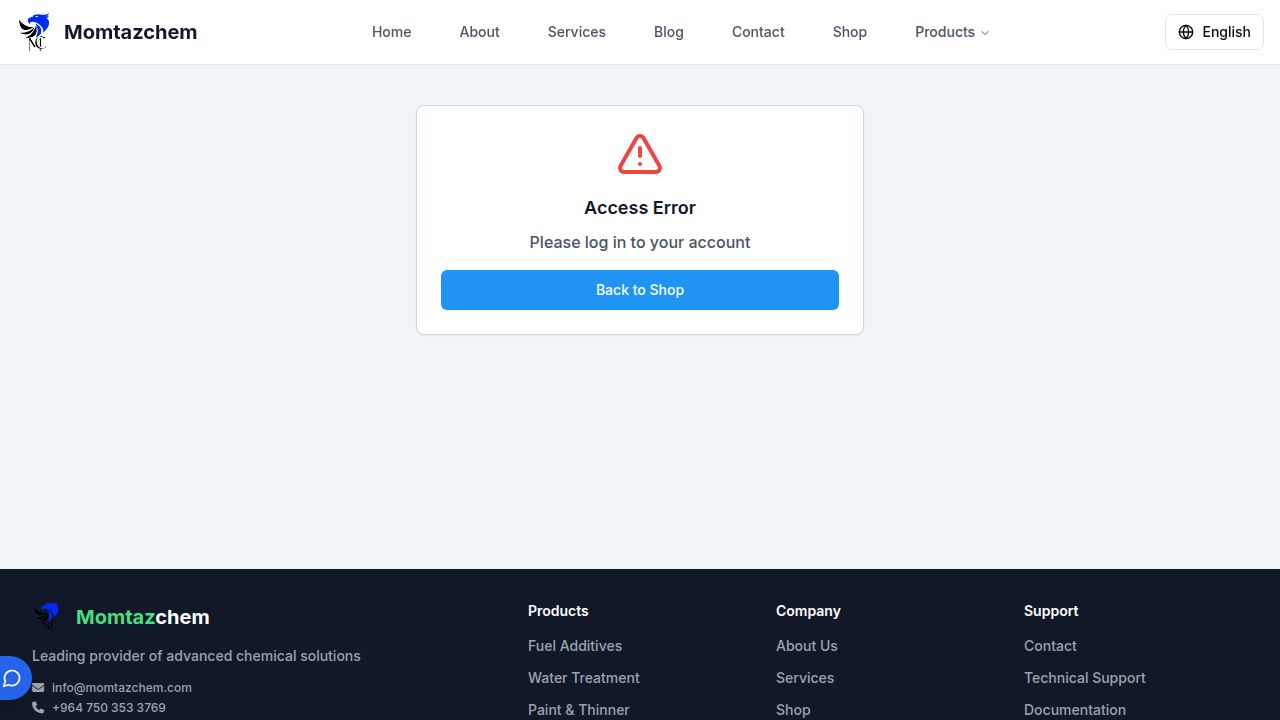 Momtazchem
Home
About
Services
Blog
Contact
Shop
Products
English
Access Error
Please log in to your account
Back to Shop
Momtazchem
Leading provider of advanced chemical solutions
info@momtazchem.com
+964 750 353 3769
Products
Fuel Additives
Water Treatment
Paint & Thinner
Company
About Us
Services
Shop
Support
Contact
Technical Support
Documentation